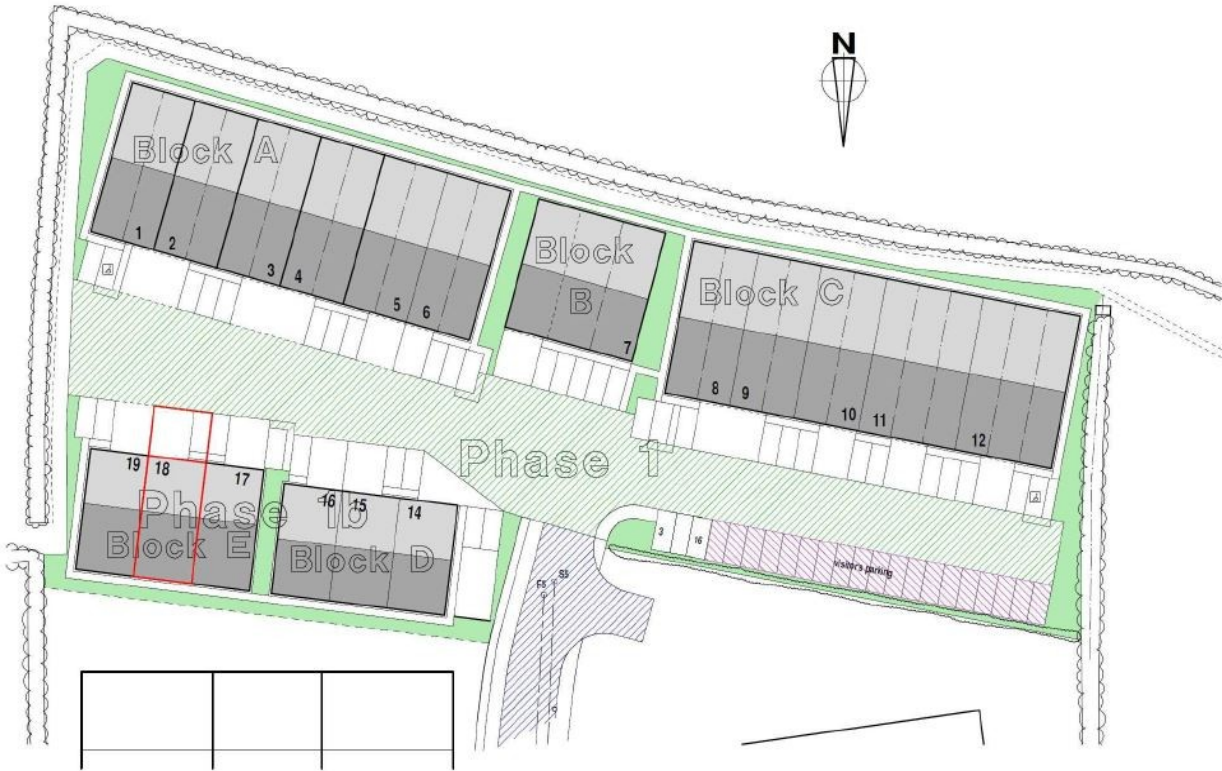 N
Block A
1 2 3 4 5 6
Block
B
7
Block C
8 9 10 11 12
Phase 1
19 18 17
16 15 14
Phase 1b
Block E
Block D
3 16
visitors parking
F5 S5